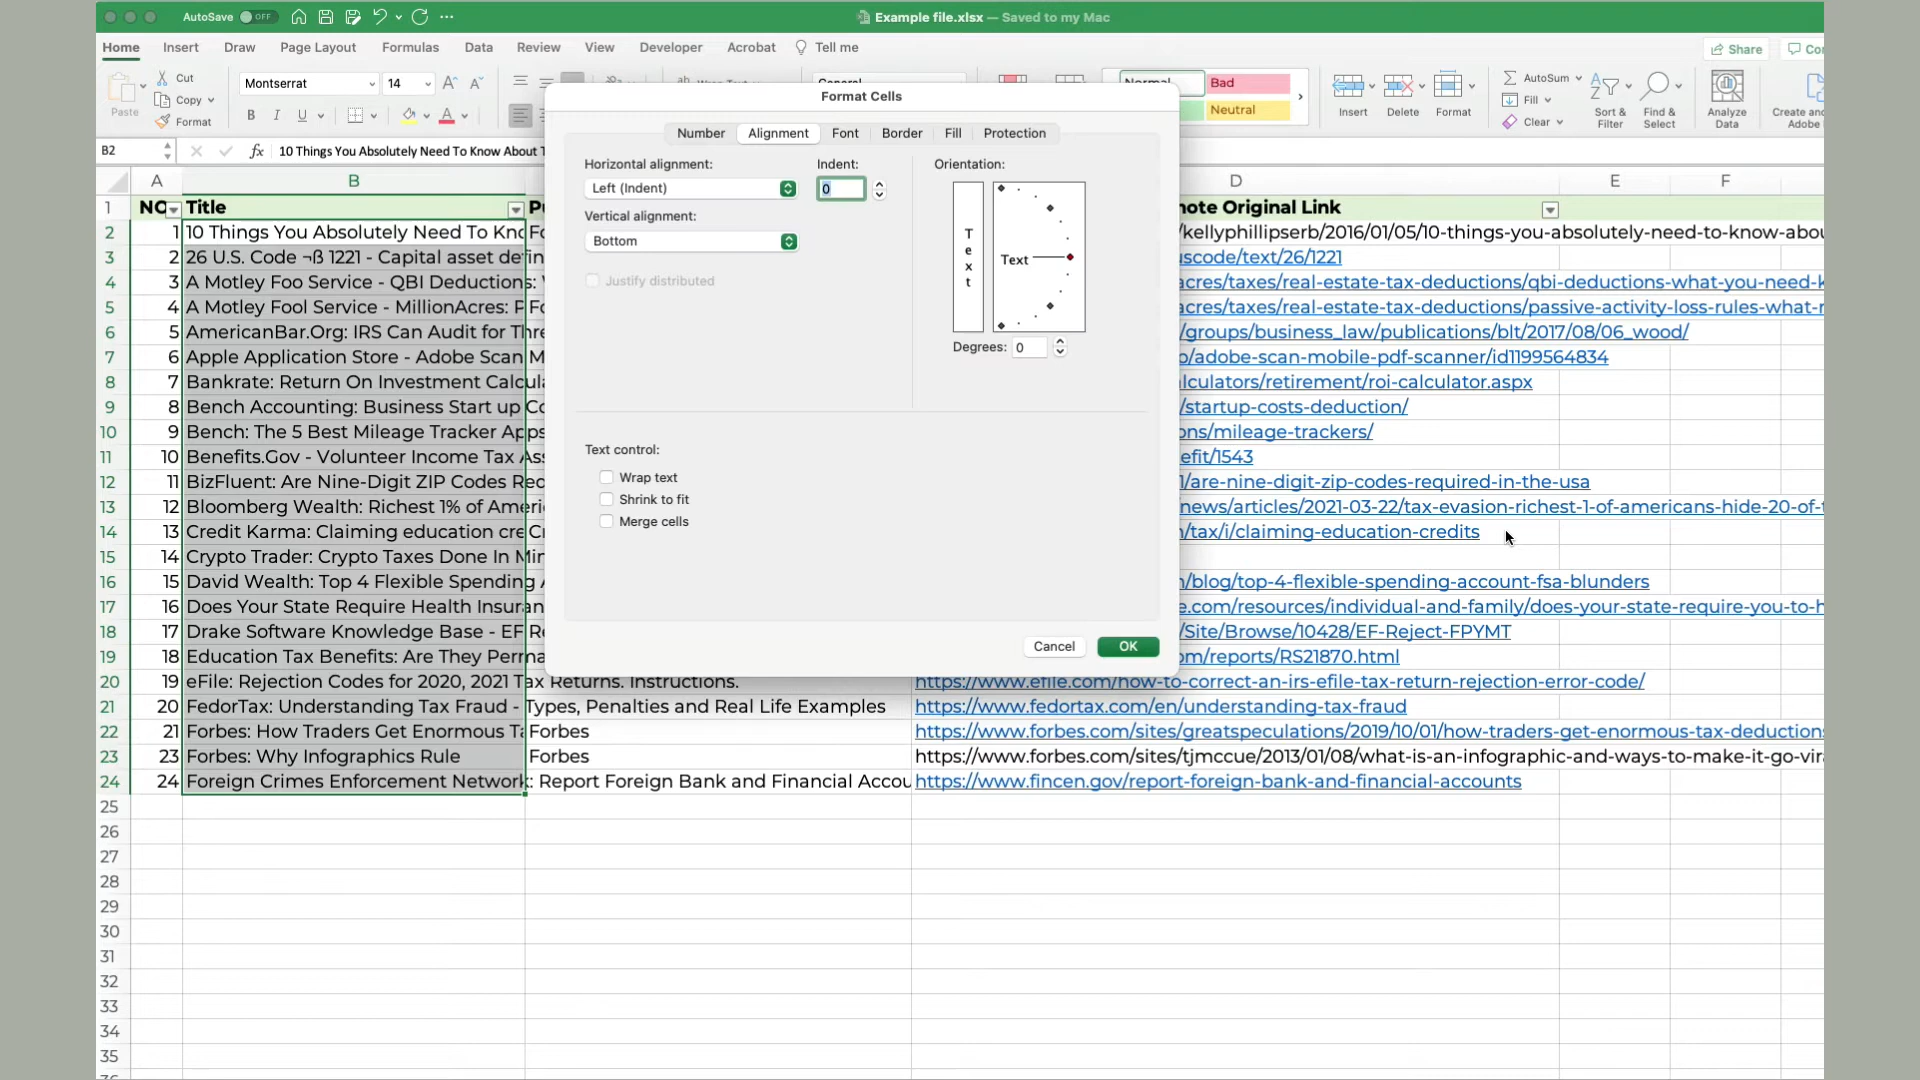 AutoSave OFF
Example file.xlsx — Saved to my Mac
Home Insert Draw Page Layout Formulas Data Review View Developer Acrobat Tell me
Share
Paste
Cut
Copy
Format
Montserrat 14
B I U A
Bad
Neutral
Insert
Delete
Format
AutoSum
Fill
Clear
Sort & Filter
Find & Select
Analyze Data
B2 fx 10 Things You Absolutely Need To Know About
Format Cells
Number Alignment Font Border Fill Protection
Horizontal alignment:
Left (Indent)
Indent:
0
Vertical alignment:
Bottom
Justify distributed
Orientation:
Text
Text
Degrees: 0
Text control:
Wrap text
Shrink to fit
Merge cells
Cancel OK
A B D E F
1 Title Original Link
2 1 10 Things You Absolutely Need To /kellyphillipserb/2016/01/05/10-things-you-absolutely-need-to-know-abou
3 2 26 U.S. Code ¬ß 1221 - Capital asset uscode/text/26/1221
4 3 A Motley Foo Service - QBI Deductions: acres/taxes/real-estate-tax-deductions/qbi-deductions-what-you-need-k
5 4 A Motley Fool Service - MillionAcres: acres/taxes/real-estate-tax-deductions/passive-activity-loss-rules-what-
6 5 AmericanBar.Org: IRS Can Audit for /groups/business_law/publications/blt/2017/08/06_wood/
7 6 Apple Application Store - Adobe Scan /adobe-scan-mobile-pdf-scanner/id1199564834
8 7 Bankrate: Return On Investment lculators/retirement/roi-calculator.aspx
9 8 Bench Accounting: Business Start up /startup-costs-deduction/
10 9 Bench: The 5 Best Mileage Tracker Apps ons/mileage-trackers/
11 10 Benefits.Gov - Volunteer Income Tax efit/1543
12 11 BizFluent: Are Nine-Digit ZIP Codes 1/are-nine-digit-zip-codes-required-in-the-usa
13 12 Bloomberg Wealth: Richest 1% of news/articles/2021-03-22/tax-evasion-richest-1-of-americans-hide-20-of-
14 13 Credit Karma: Claiming education /tax/i/claiming-education-credits
15 14 Crypto Trader: Crypto Taxes Done In
16 15 David Wealth: Top 4 Flexible Spending /blog/top-4-flexible-spending-account-fsa-blunders
17 16 Does Your State Require Health e.com/resources/individual-and-family/does-your-state-require-you-to-h
18 17 Drake Software Knowledge Base - EF /Site/Browse/10428/EF-Reject-FPYMT
19 18 Education Tax Benefits: Are They om/reports/RS21870.html
20 19 eFile: Rejection Codes for 2020, 2021 Tax Returns. Instructions. https://www.efile.com/how-to-correct-an-irs-efile-tax-return-rejection-error-code/
21 20 FedorTax: Understanding Tax Fraud - Types, Penalties and Real Life Examples https://www.fedortax.com/en/understanding-tax-fraud
22 21 Forbes: How Traders Get Enormous Forbes https://www.forbes.com/sites/greatspeculations/2019/10/01/how-traders-get-enormous-tax-deductions
23 23 Forbes: Why Infographics Rule Forbes https://www.forbes.com/sites/tjmccue/2013/01/08/what-is-an-infographic-and-ways-to-make-it-go-vir
24 24 Foreign Crimes Enforcement Network: Report Foreign Bank and Financial Accou https://www.fincen.gov/report-foreign-bank-and-financial-accounts
25
26
27
28
29
30
31
32
33
34
35